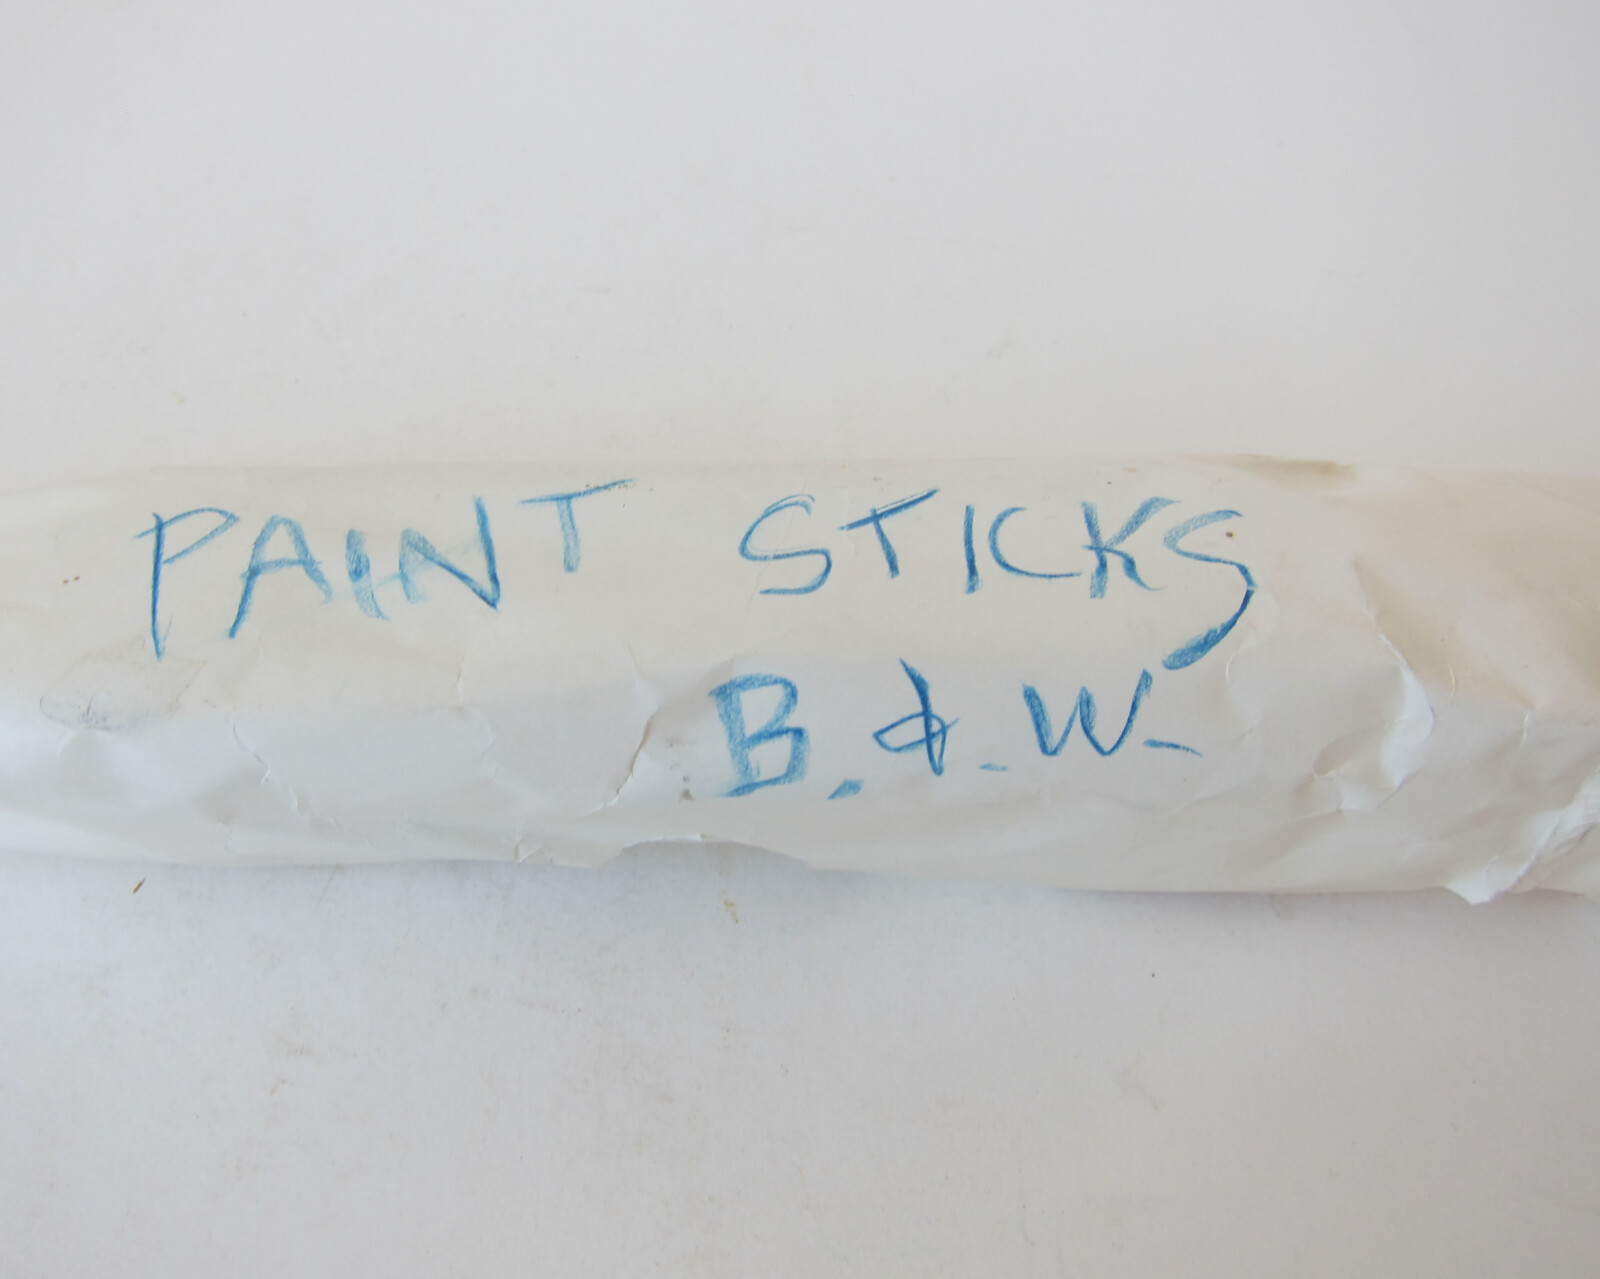 PAINT STICKS
B. &. W.